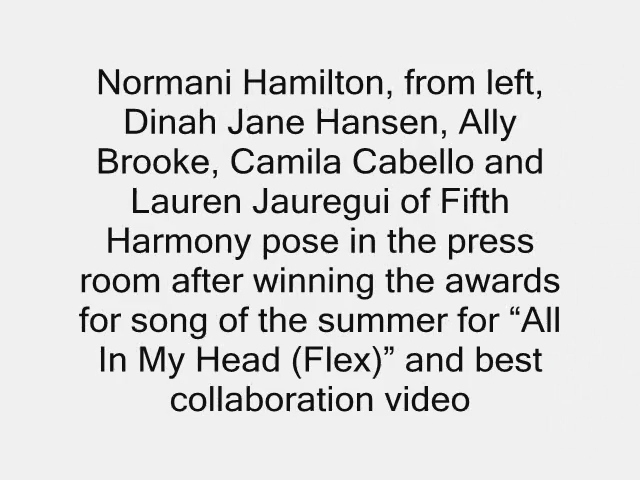 Normani Hamilton, from left,
Dinah Jane Hansen, Ally
Brooke, Camila Cabello and
Lauren Jauregui of Fifth
Harmony pose in the press
room after winning the awards
for song of the summer for “All
In My Head (Flex)” and best
collaboration video